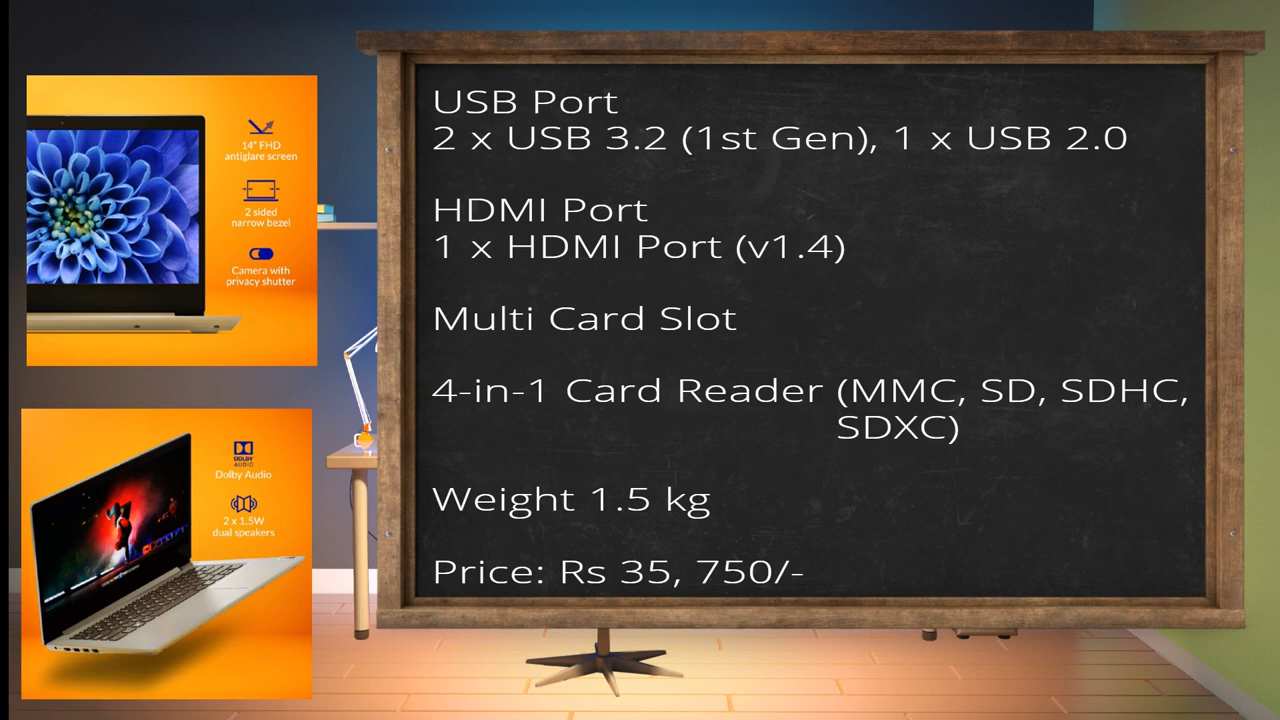 14" FHD
antiglare screen
2 sided
narrow bezel
Camera with
privacy shutter
DOLBY
AUDIO
Dolby Audio
2 x 1.5W
dual speakers
USB Port
2 x USB 3.2 (1st Gen), 1 x USB 2.0
HDMI Port
1 x HDMI Port (v1.4)
Multi Card Slot
4-in-1 Card Reader (MMC, SD, SDHC,
SDXC)
Weight 1.5 kg
Price: Rs 35, 750/-